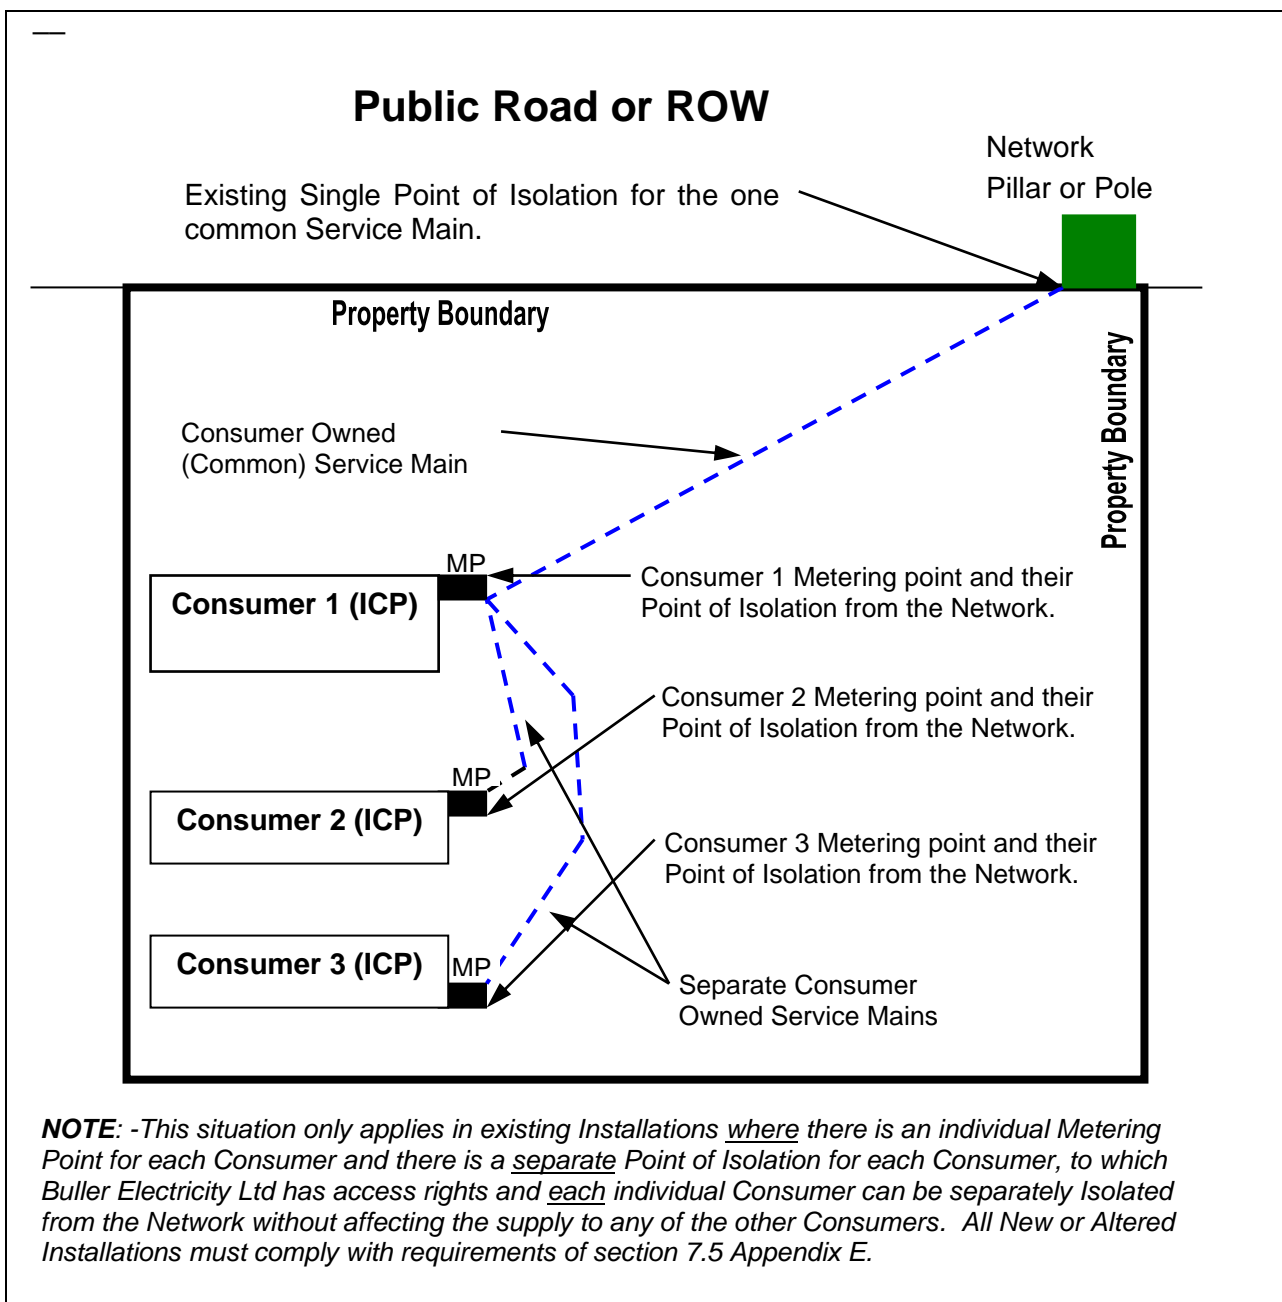 Public Road or ROW
Network
Pillar or Pole
Existing Single Point of Isolation for the one
common Service Main.
Property Boundary
Property Boundary
Consumer Owned
(Common) Service Main
MP
Consumer 1 (ICP)
Consumer 1 Metering point and their
Point of Isolation from the Network.
Consumer 2 Metering point and their
Point of Isolation from the Network.
MP
Consumer 2 (ICP)
Consumer 3 Metering point and their
Point of Isolation from the Network.
Consumer 3 (ICP)
MP
Separate Consumer
Owned Service Mains
NOTE: -This situation only applies in existing Installations where there is an individual Metering
Point for each Consumer and there is a separate Point of Isolation for each Consumer, to which
Buller Electricity Ltd has access rights and each individual Consumer can be separately Isolated
from the Network without affecting the supply to any of the other Consumers.  All New or Altered
Installations must comply with requirements of section 7.5 Appendix E.